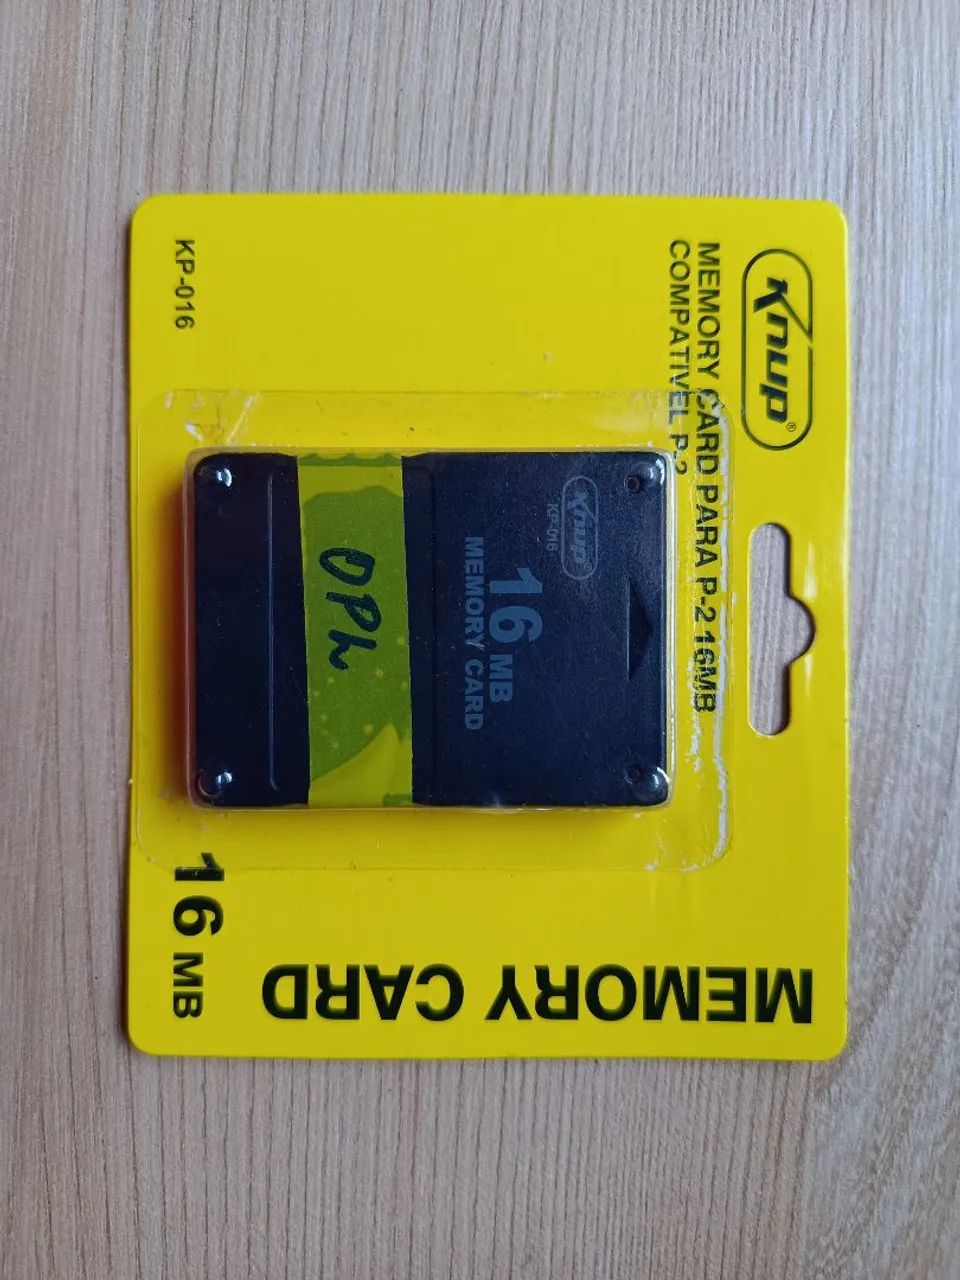 Knup®
MEMORY CARD PARA P-2 16MB
COMPATIVEL P-2
MEMORY CARD
Knup
KP-016
16 MB
MEMORY CARD
OPL
KP-016
16 MB